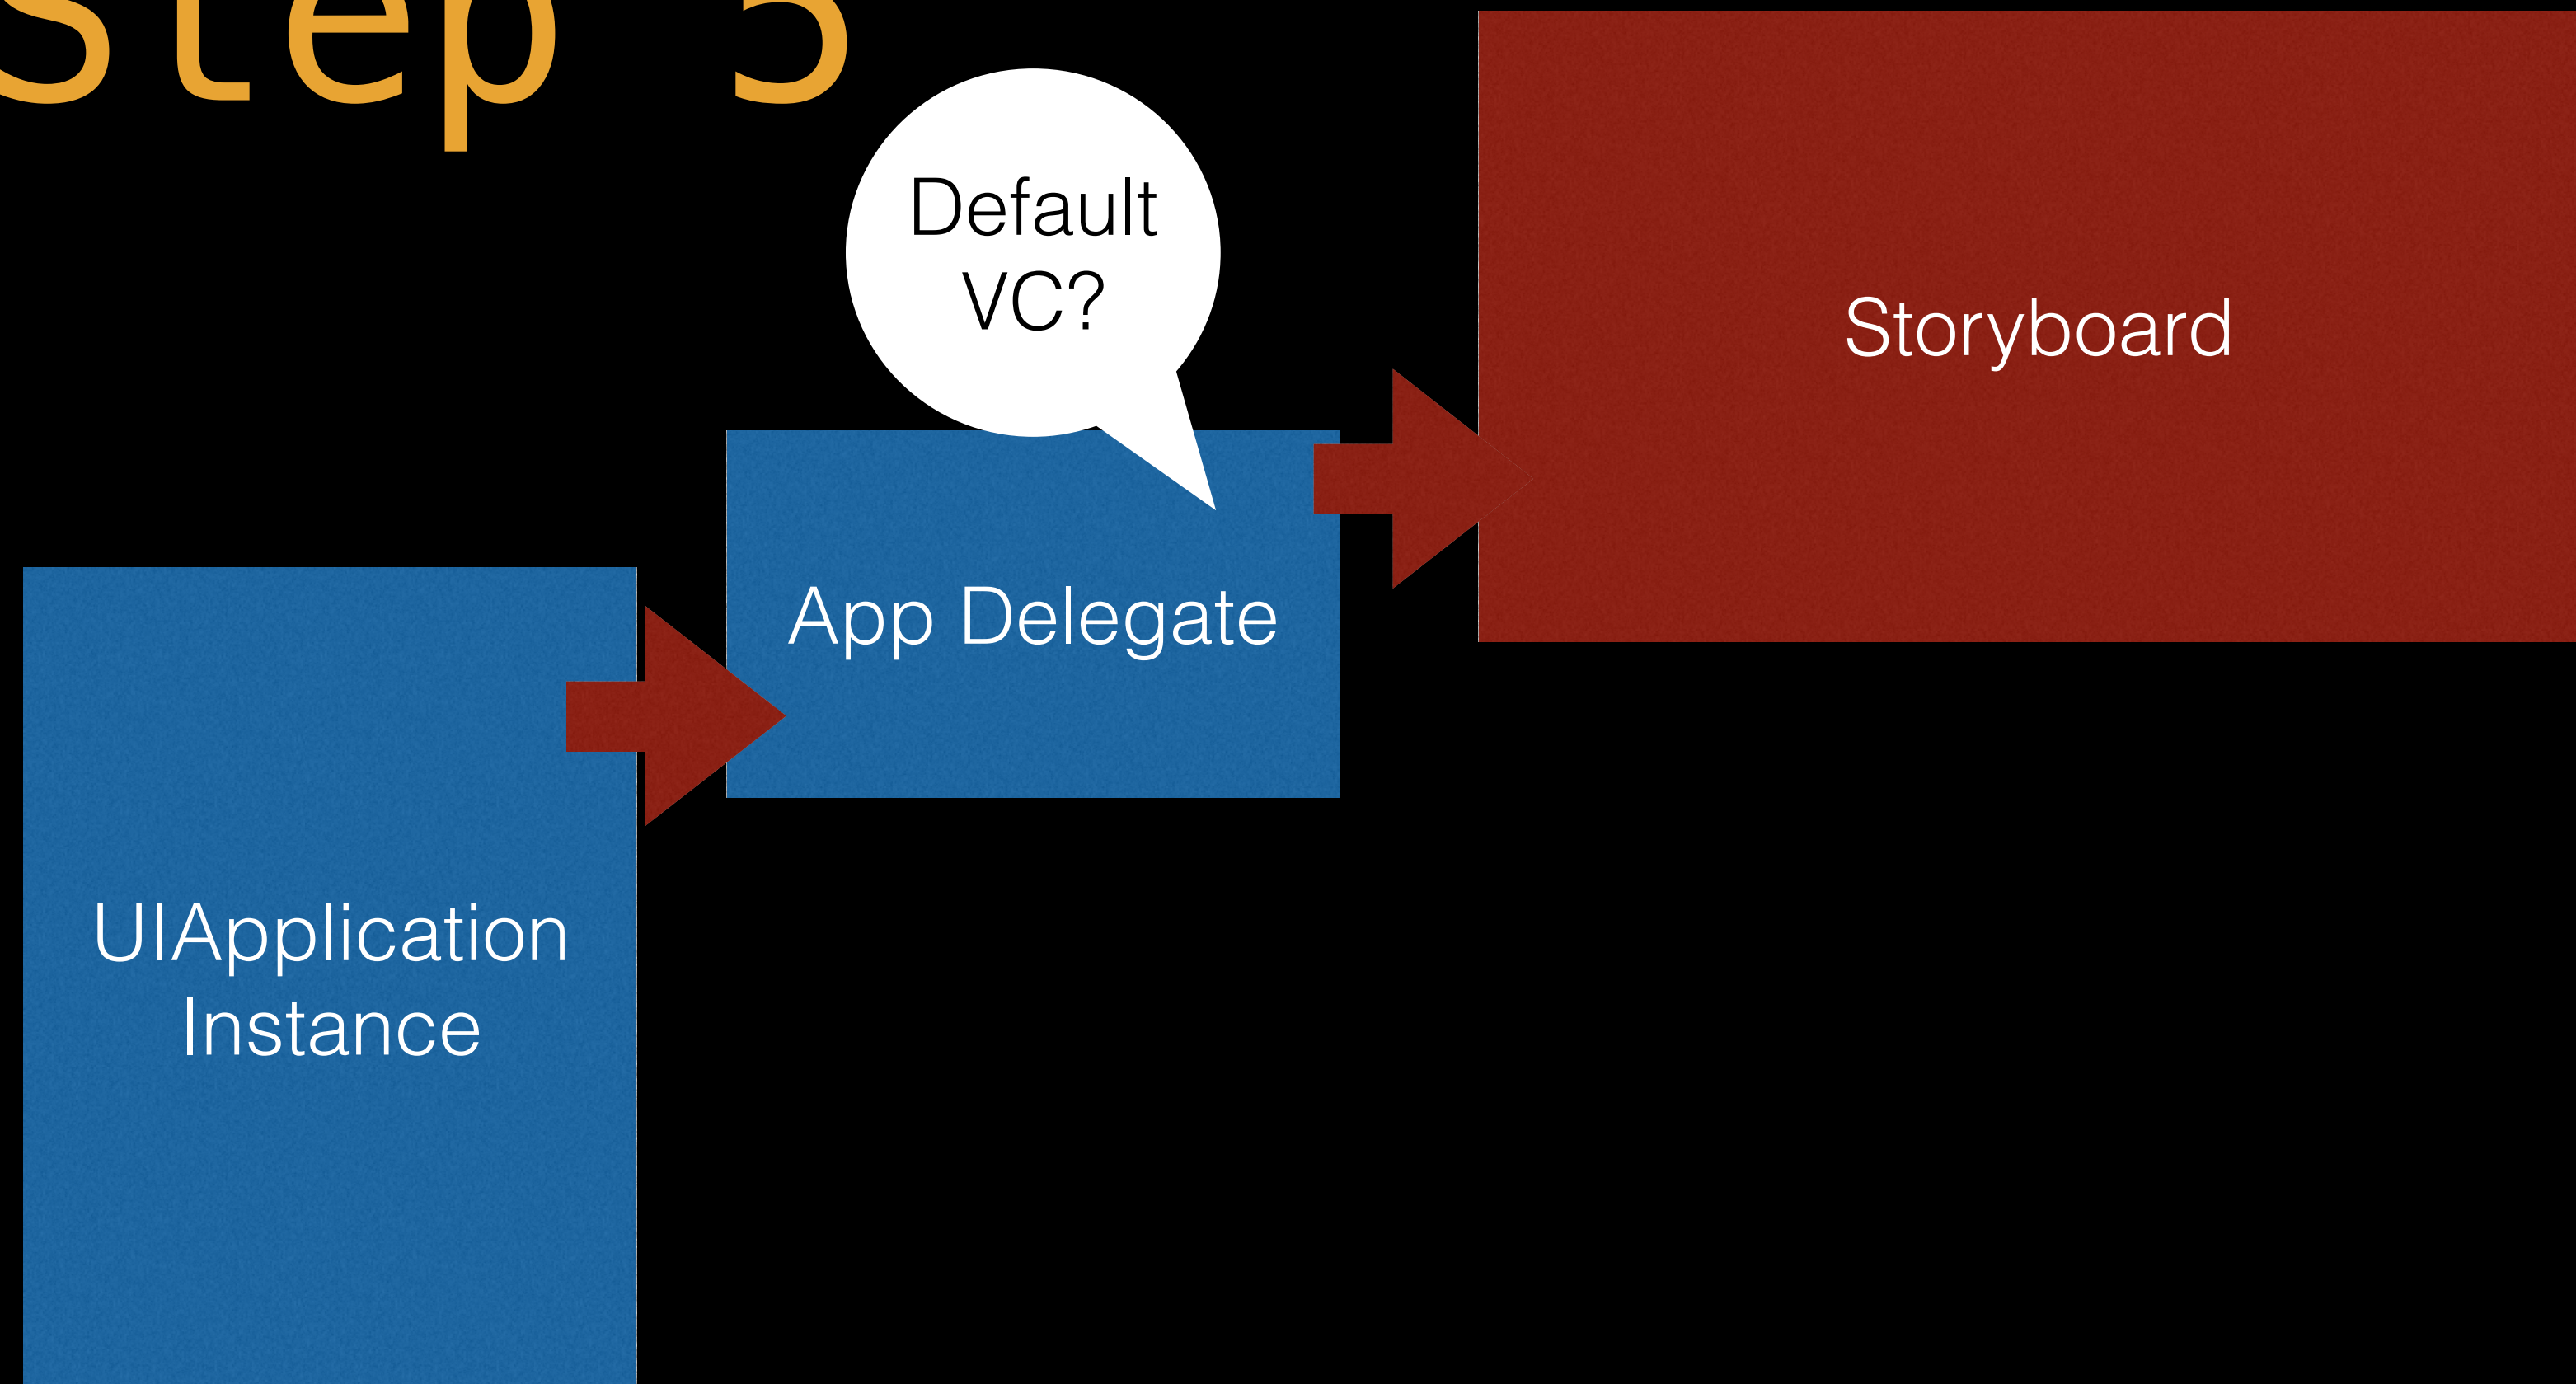 Step 5
Default
VC?
Storyboard
App Delegate
UIApplication
Instance